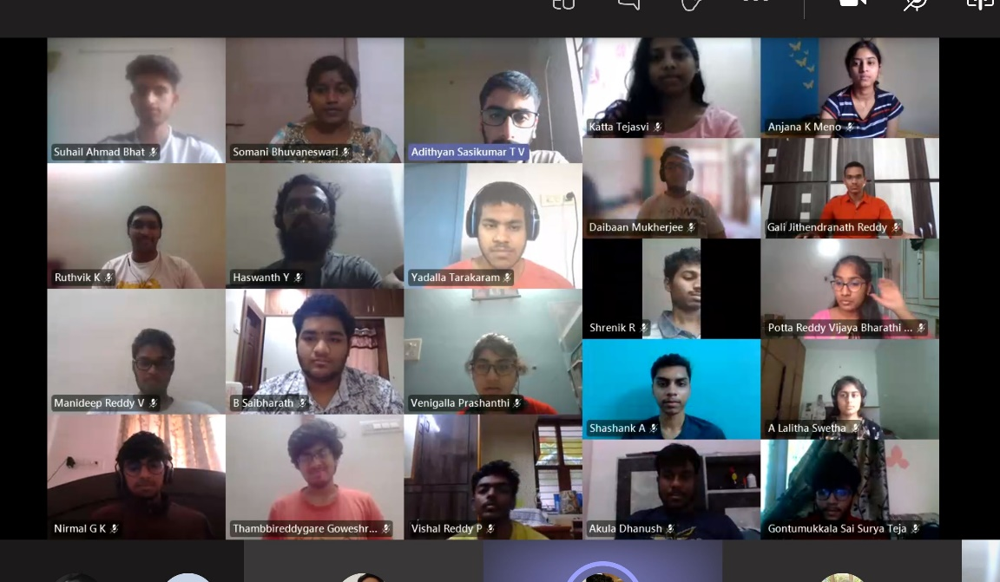 Suhail Ahmad Bhat
Somani Bhuvaneswari
Adithyan Sasikumar T V
Katta Tejasvi
Anjana K Meno
Daibaan Mukherjee
Gali Jithendranath Reddy
Ruthvik K
Haswanth Y
Yadalla Tarakaram
Shrenik R
Potta Reddy Vijaya Bharathi ...
Manideep Reddy V
B Saibharath
Venigalla Prashanthi
Shashank A
A Lalitha Swetha
Nirmal G K
Thambbireddygare Goweshr...
Vishal Reddy P
Akula Dhanush
Gontumukkala Sai Surya Teja